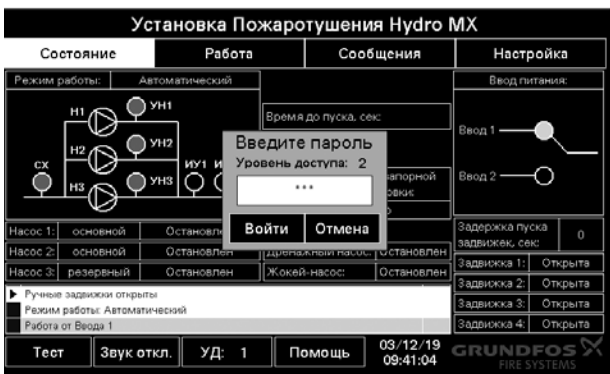 Установка Пожаротушения Hydro MX
Состояние Работа Сообщения Настройка
Режим работы: Автоматический
Ввод питания:
Н1 УН1
Время до пуска, сек:
Ввод 1
Введите пароль
Н2 УН2
Уровень доступа: 2
СХ ИУ1
запорной
Ввод 2
Н3 УН3
***
Войти Отмена
Насос 1: основной
Задержка пуска
задвижек, сек: 0
Насос 2: основной Остановлен Дренажный насос: Остановлен
Задвижка 1: Открыта
Насос 3: резервный Остановлен Жокей-насос: Остановлен
Задвижка 2: Открыта
Ручные задвижки открыты
Режим работы: Автоматический
Задвижка 3: Открыта
Работа от Ввода 1
Задвижка 4: Открыта
Тест Звук откл. УД: 1 Помощь
03/12/19
09:41:04
GRUNDFOS
FIRE SYSTEMS